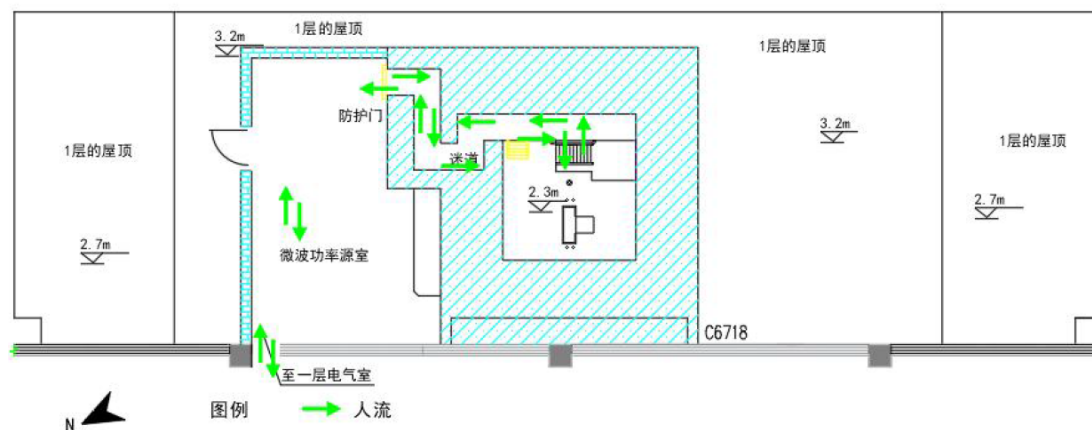 1层的屋顶
3.2m
1层的屋顶
防护门
3.2m
1层的屋顶
1层的屋顶
迷道
2.3m
2.7m
2.7m
微波功率源室
C6718
至一层电气室
图例
人流
N